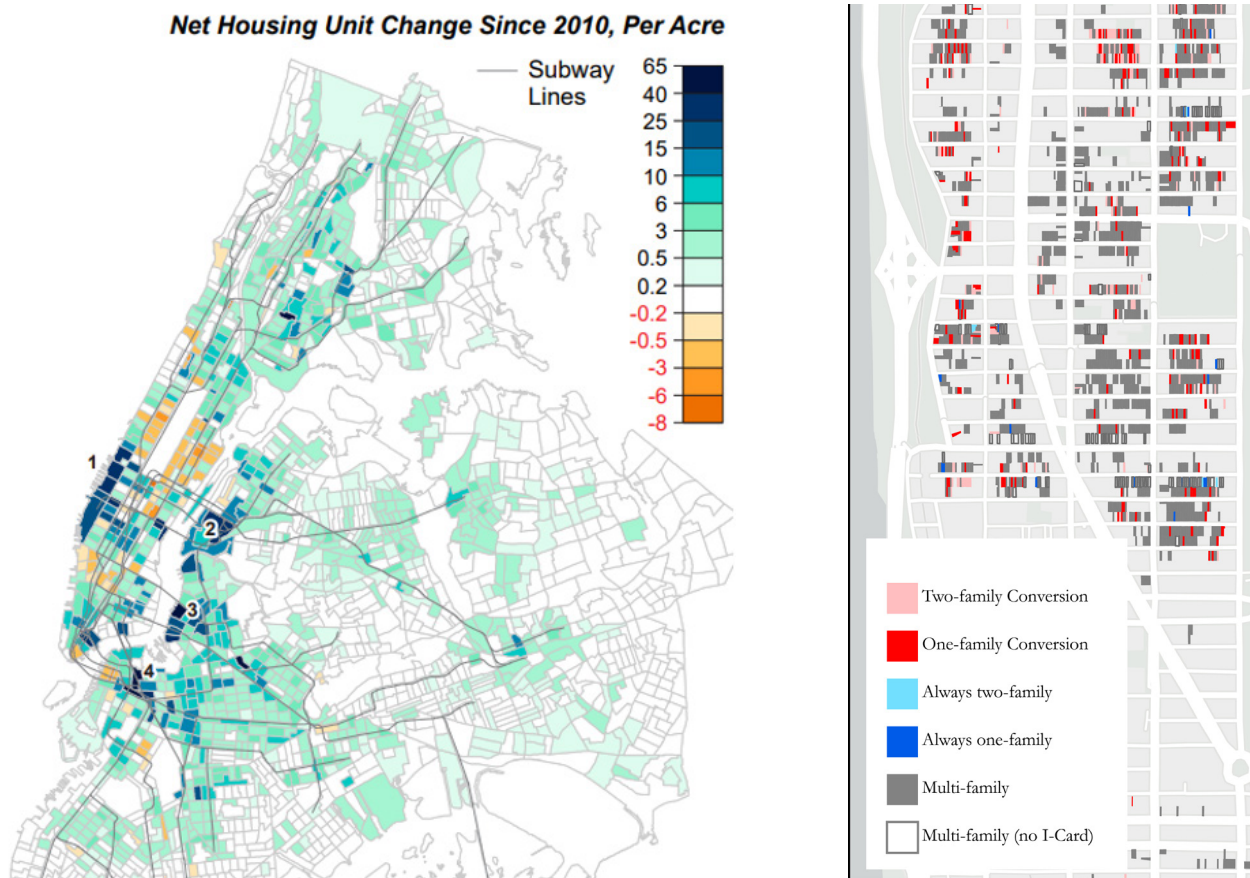 Net Housing Unit Change Since 2010, Per Acre
Subway
Lines
65
40
25
15
10
6
3
0.5
0.2
-0.2
-0.5
-3
-6
-8
1
2
3
4
Two-family Conversion
One-family Conversion
Always two-family
Always one-family
Multi-family
Multi-family (no I-Card)